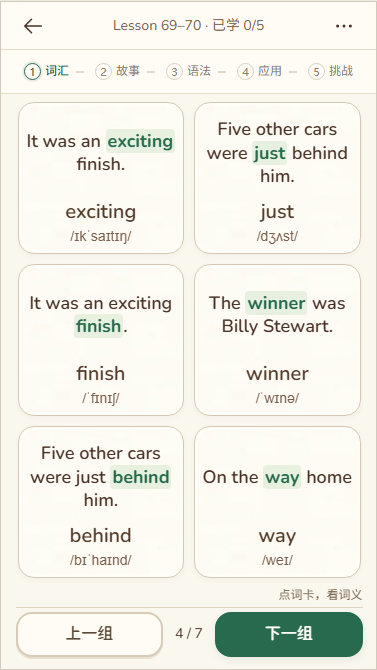 Lesson 69–70 · 已学 0/5
1 词汇 – 2 故事 – 3 语法 – 4 应用 – 5 挑战
It was an exciting
finish.
exciting
/ɪkˈsaɪtɪŋ/
Five other cars
were just behind
him.
just
/dʒʌst/
It was an exciting
finish.
finish
/ˈfɪnɪʃ/
The winner was
Billy Stewart.
winner
/ˈwɪnə/
Five other cars
were just behind
him.
behind
/bɪˈhaɪnd/
On the way home
way
/weɪ/
点词卡，看词义
上一组 4 / 7 下一组